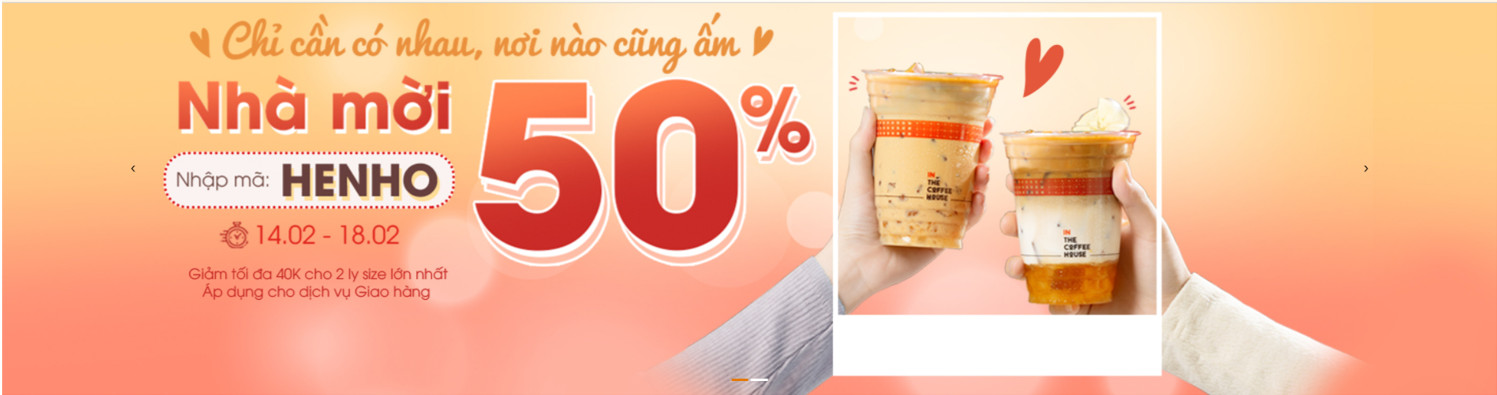 Chỉ cần có nhau, nơi nào cũng ấm
Nhà mời
50%
Nhập mã: HENHO
14.02 - 18.02
Giảm tối đa 40K cho 2 ly size lớn nhất
Áp dụng cho dịch vụ Giao hàng
IN
THE
COFFEE
HOUSE
IN
THE
COFFEE
HOUSE